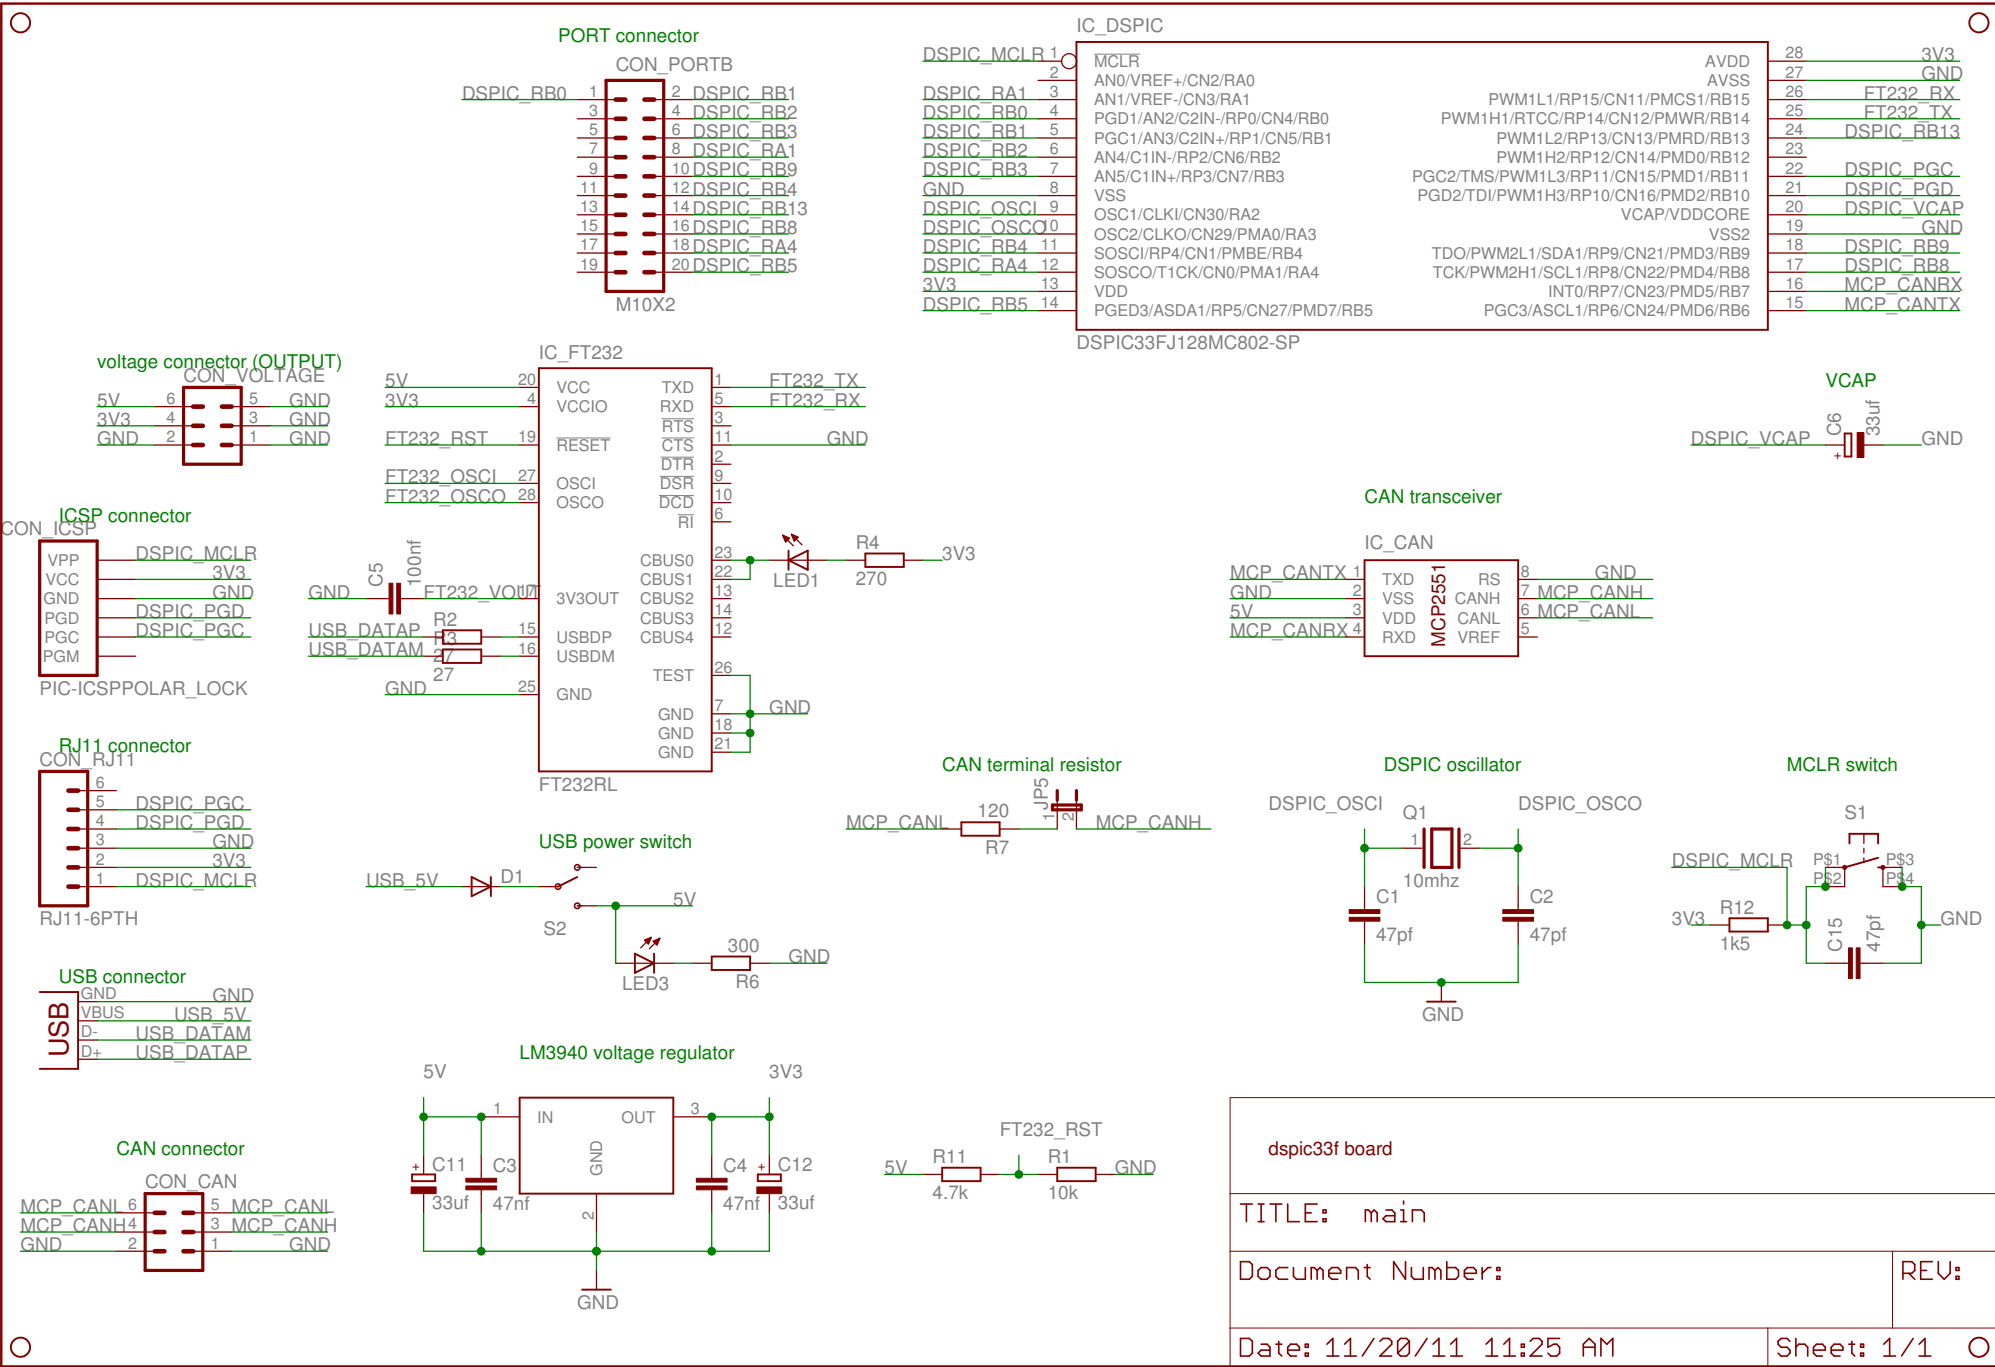 PORT connector
CON_PORTB
DSPIC_RB0 1 2 DSPIC_RB1
3 4 DSPIC_RB2
5 6 DSPIC_RB3
7 8 DSPIC_RA1
9 10 DSPIC_RB9
11 12 DSPIC_RB4
13 14 DSPIC_RB13
15 16 DSPIC_RB8
17 18 DSPIC_RA4
19 20 DSPIC_RB5
M10X2
IC_DSPIC
DSPIC_MCLR 1 MCLR AVDD 28 3V3
2 AN0/VREF+/CN2/RA0 AVSS 27 GND
DSPIC_RA1 3 AN1/VREF-/CN3/RA1 PWM1L1/RP15/CN11/PMCS1/RB15 26 FT232_RX
DSPIC_RB0 4 PGD1/AN2/C2IN-/RP0/CN4/RB0 PWM1H1/RTCC/RP14/CN12/PMWR/RB14 25 FT232_TX
DSPIC_RB1 5 PGC1/AN3/C2IN+/RP1/CN5/RB1 PWM1L2/RP13/CN13/PMRD/RB13 24 DSPIC_RB13
DSPIC_RB2 6 AN4/C1IN-/RP2/CN6/RB2 PWM1H2/RP12/CN14/PMD0/RB12 23
DSPIC_RB3 7 AN5/C1IN+/RP3/CN7/RB3 PGC2/TMS/PWM1L3/RP11/CN15/PMD1/RB11 22 DSPIC_PGC
GND 8 VSS PGD2/TDI/PWM1H3/RP10/CN16/PMD2/RB10 21 DSPIC_PGD
DSPIC_OSCI 9 OSC1/CLKI/CN30/RA2 VCAP/VDDCORE 20 DSPIC_VCAP
DSPIC_OSCO 10 OSC2/CLKO/CN29/PMA0/RA3 VSS2 19 GND
DSPIC_RB4 11 SOSCI/RP4/CN1/PMBE/RB4 TDO/PWM2L1/SDA1/RP9/CN21/PMD3/RB9 18 DSPIC_RB9
DSPIC_RA4 12 SOSCO/T1CK/CN0/PMA1/RA4 TCK/PWM2H1/SCL1/RP8/CN22/PMD4/RB8 17 DSPIC_RB8
3V3 13 VDD INT0/RP7/CN23/PMD5/RB7 16 MCP_CANRX
DSPIC_RB5 14 PGED3/ASDA1/RP5/CN27/PMD7/RB5 PGC3/ASCL1/RP6/CN24/PMD6/RB6 15 MCP_CANTX
DSPIC33FJ128MC802-SP
voltage connector (OUTPUT)
CON_VOLTAGE
5V 6 5 GND
3V3 4 3 GND
GND 2 1 GND
IC_FT232
5V 20 VCC TXD 1 FT232_TX
3V3 4 VCCIO RXD 5 FT232_RX
RTS 3
FT232_RST 19 RESET CTS 11 GND
DTR 2
FT232_OSCI 27 OSCI DSR 9
FT232_OSCO 28 OSCO DCD 10
RI 6
CBUS0 23
CBUS1 22
GND C5 100nf FT232_VOUT 17 3V3OUT CBUS2 13
CBUS3 14
USB_DATAP R2 27 15 USBDP CBUS4 12
USB_DATAM R3 27 16 USBDM
TEST 26
GND 25 GND
GND 7 GND
GND 18
GND 21
FT232RL
LED1
R4
270
3V3
VCAP
DSPIC_VCAP + C6 33uf GND
CAN transceiver
IC_CAN
MCP2551
MCP_CANTX 1 TXD RS 8 GND
GND 2 VSS CANH 7 MCP_CANH
5V 3 VDD CANL 6 MCP_CANL
MCP_CANRX 4 RXD VREF 5
ICSP connector
CON_ICSP
VPP DSPIC_MCLR
VCC 3V3
GND GND
PGD DSPIC_PGD
PGC DSPIC_PGC
PGM
PIC-ICSPPOLAR_LOCK
RJ11 connector
CON_RJ11
6
5 DSPIC_PGC
4 DSPIC_PGD
3 GND
2 3V3
1 DSPIC_MCLR
RJ11-6PTH
USB power switch
USB_5V D1
S2
5V
LED3
300
R6
GND
CAN terminal resistor
MCP_CANL 120 R7 JP5 1 2 MCP_CANH
DSPIC oscillator
DSPIC_OSCI DSPIC_OSCO
Q1
1 2
10mhz
C1 C2
47pf 47pf
GND
MCLR switch
S1
DSPIC_MCLR P$1 P$3
P$2 P$4
3V3 R12 1k5 C15 47pf GND
USB connector
USB
GND GND
VBUS USB_5V
D- USB_DATAM
D+ USB_DATAP
LM3940 voltage regulator
5V 3V3
1 IN OUT 3
GND
2
+ C11 33uf
C3 47nf
C4 47nf
+ C12 33uf
GND
CAN connector
CON_CAN
MCP_CANL 6 5 MCP_CANL
MCP_CANH 4 3 MCP_CANH
GND 2 1 GND
FT232_RST
5V R11 R1 GND
4.7k 10k
dspic33f board
TITLE: main
Document Number:
REV:
Date: 11/20/11 11:25 AM
Sheet: 1/1